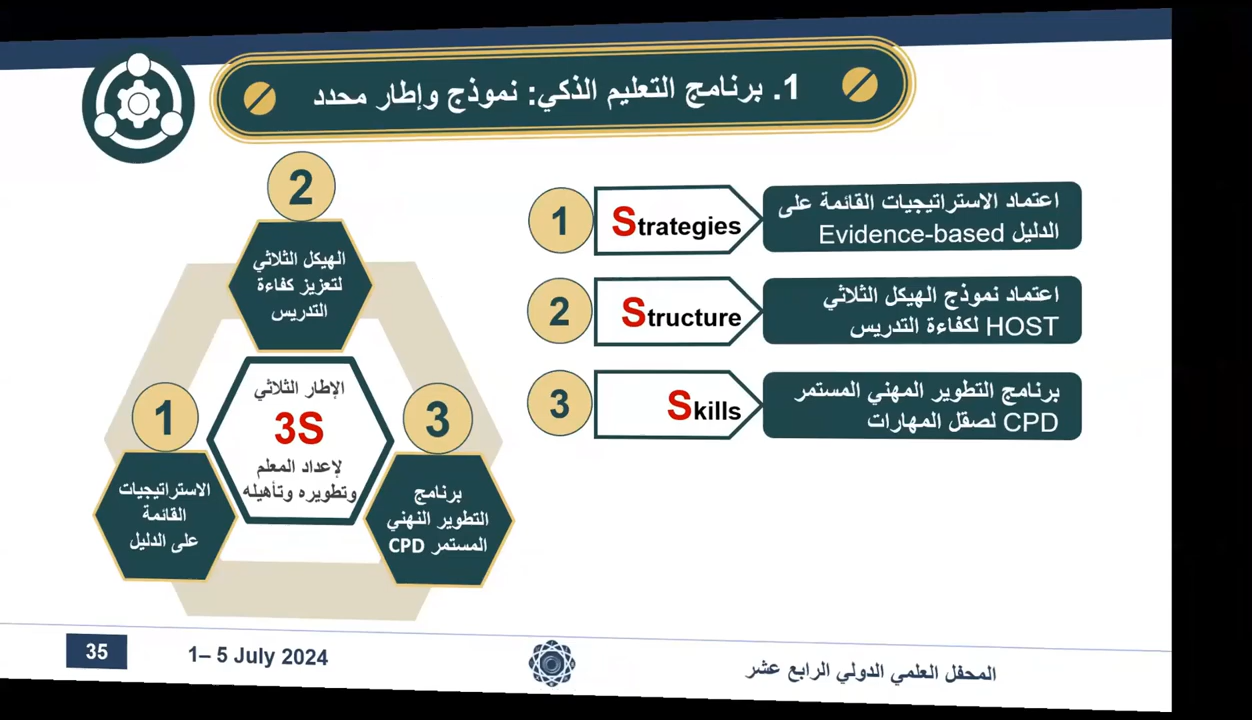 1. برنامج التعليم الذكي: نموذج وإطار محدد
1
Strategies
اعتماد الاستراتيجيات القائمة على
الدليل Evidence-based
2
Structure
اعتماد نموذج الهيكل الثلاثي
HOST لكفاءة التدريس
3
Skills
برنامج التطوير المهني المستمر
CPD لصقل المهارات
2
الهيكل الثلاثي
لتعزيز كفاءة
التدريس
الإطار الثلاثي
3S
لإعداد المعلم
وتطويره وتأهيله
3
برنامج
التطوير النهني
المستمر CPD
1
الاستراتيجيات
القائمة
على الدليل
المحفل العلمي الدولي الرابع عشر
1– 5 July 2024
35